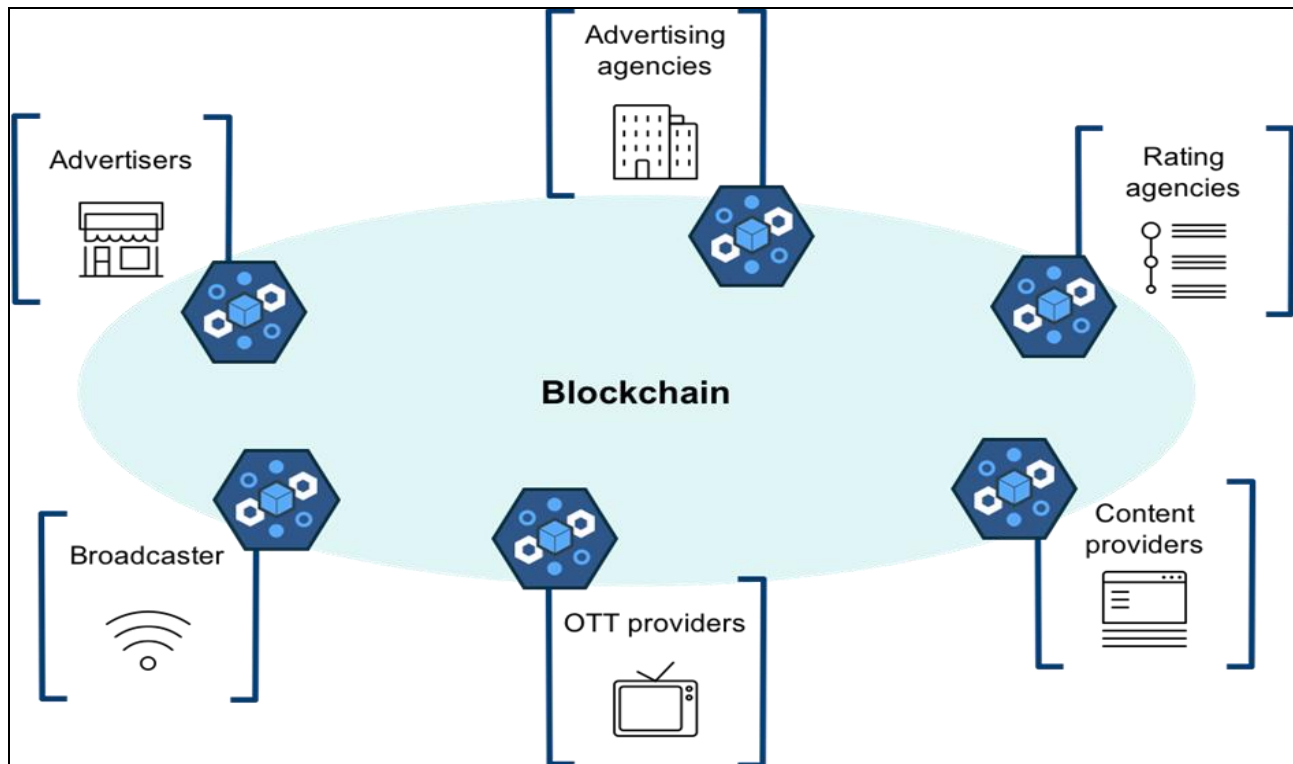 Advertising
agencies
Advertisers
Rating
agencies
Blockchain
Broadcaster
OTT providers
Content
providers